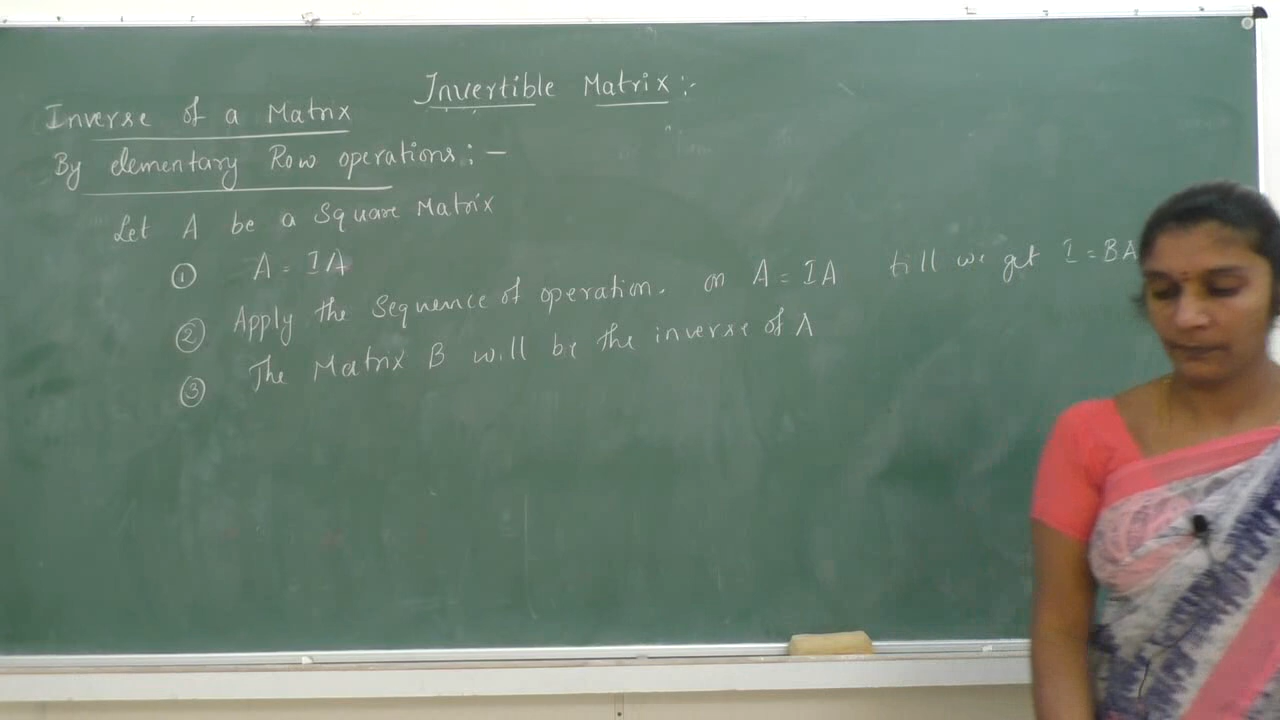 Invertible Matrix :-
Inverse of a Matrix
By elementary Row operations : -
Let A be a Square Matrix
① A = IA
② Apply the Sequence of operation. on A = IA till we get I = BA
③ The Matrix B will be the inverse of A